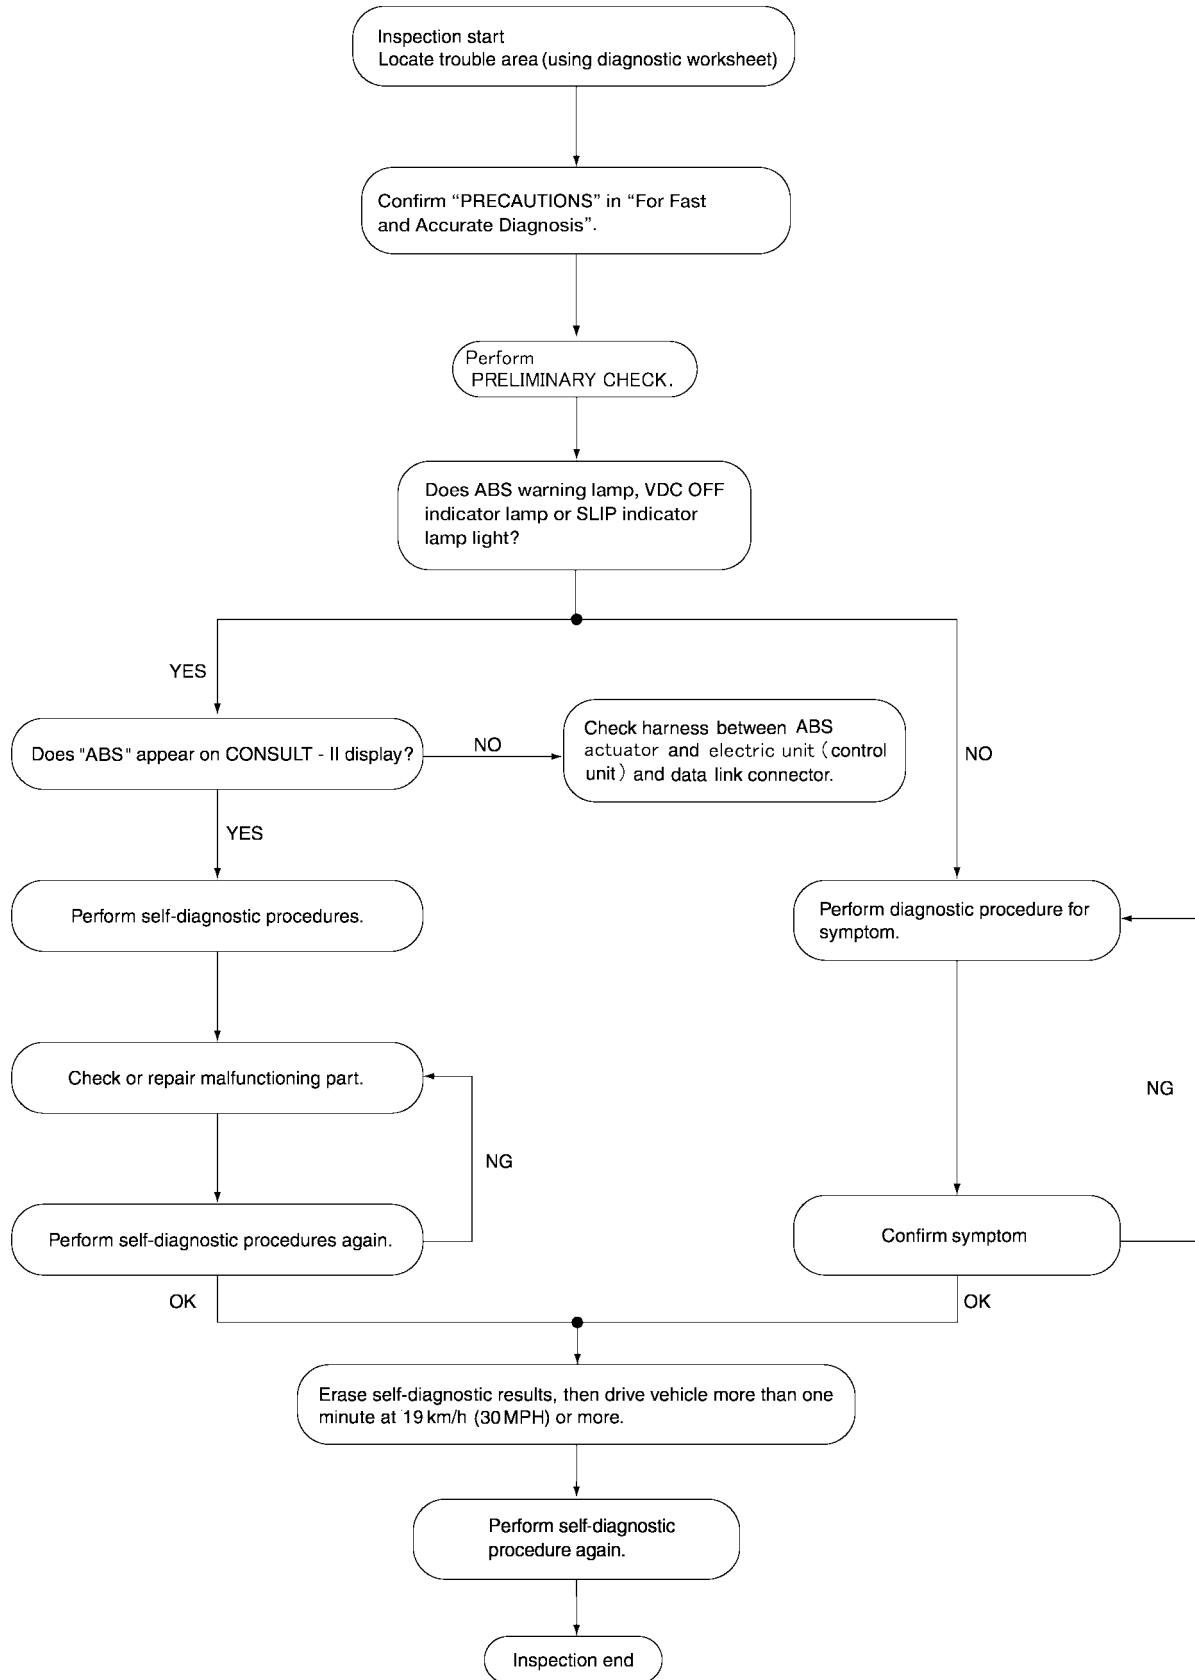 Inspection start
Locate trouble area (using diagnostic worksheet)
Confirm “PRECAUTIONS” in “For Fast
and Accurate Diagnosis”.
Perform
PRELIMINARY CHECK.
Does ABS warning lamp, VDC OFF
indicator lamp or SLIP indicator
lamp light?
YES
Does "ABS" appear on CONSULT - II display?
NO
Check harness between ABS
actuator and electric unit (control
unit) and data link connector.
NO
YES
Perform self-diagnostic procedures.
Perform diagnostic procedure for
symptom.
Check or repair malfunctioning part.
NG
NG
Perform self-diagnostic procedures again.
Confirm symptom
OK
OK
Erase self-diagnostic results, then drive vehicle more than one
minute at 19 km/h (30 MPH) or more.
Perform self-diagnostic
procedure again.
Inspection end